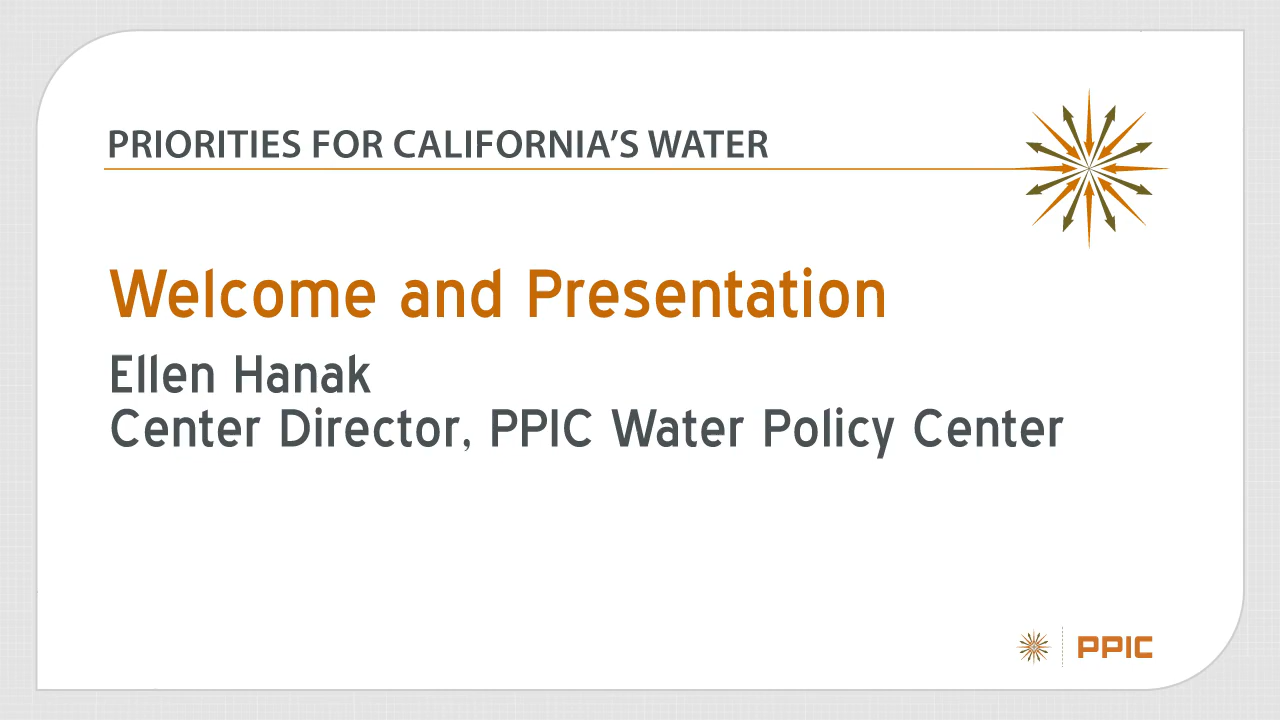 PRIORITIES FOR CALIFORNIA’S WATER
Welcome and Presentation
Ellen Hanak
Center Director, PPIC Water Policy Center
PPIC